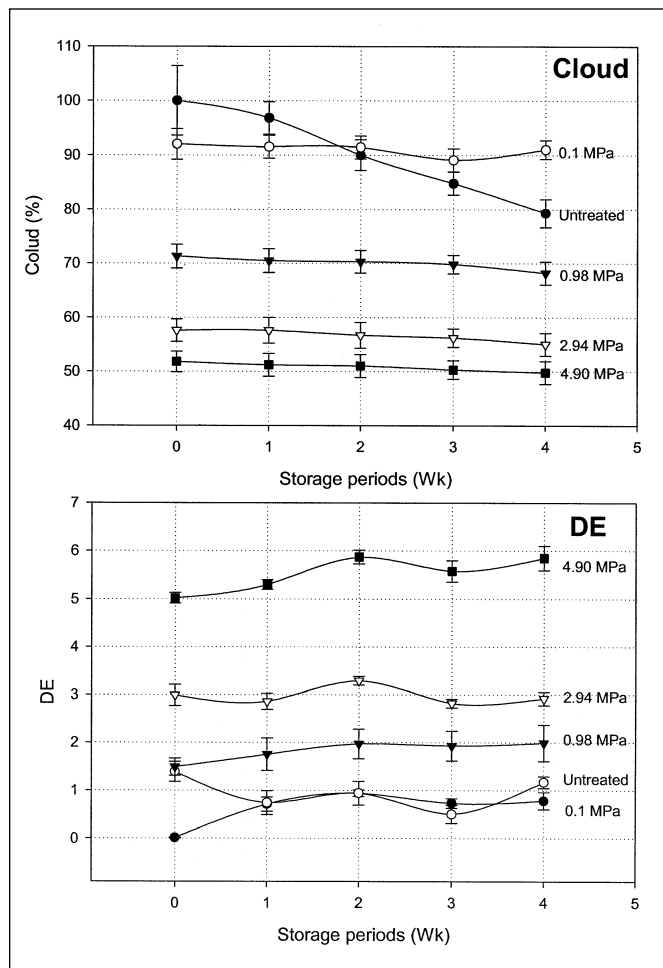 Cloud
110
100
90
80
70
60
50
40
Colud (%)
0.1 MPa
Untreated
0.98 MPa
2.94 MPa
4.90 MPa
0 1 2 3 4 5
Storage periods (Wk)
DE
7
6
5
4
3
2
1
0
DE
4.90 MPa
2.94 MPa
0.98 MPa
Untreated
0.1 MPa
0 1 2 3 4 5
Storage periods (Wk)